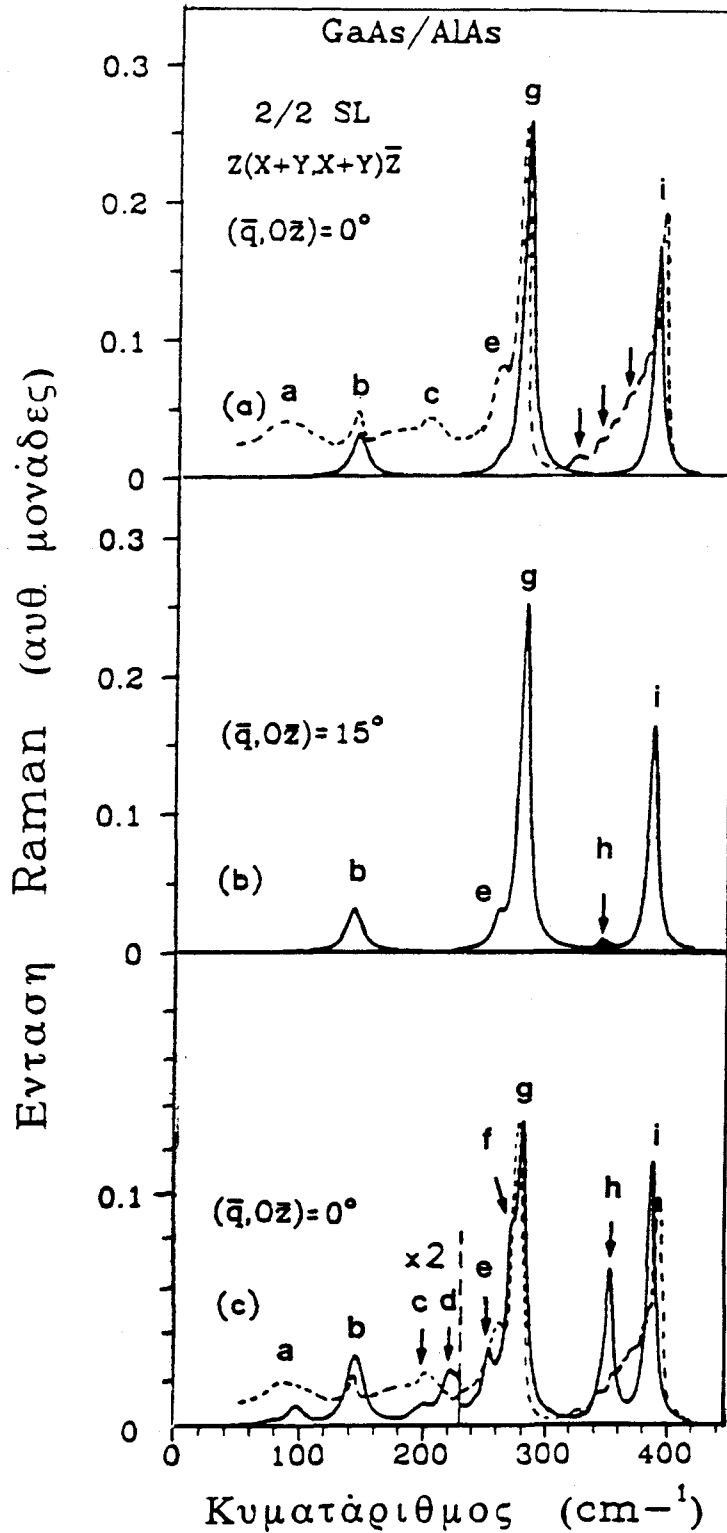 GaAs/AlAs
0.3
g
2/2 SL
Z(X+Y,X+Y)Z̄
i
0.2
(q̄,Oz̄)=0°
e
0.1
a
b
c
(a)
0
0.3
g
i
0.2
(q̄,Oz̄)=15°
0.1
h
b
e
(b)
0
g
f
i
h
0.1
(q̄,Oz̄)=0°
x2
e
c
d
(c)
b
a
0
0
100
200
300
400
Κυματάριθμος (cm-1)
Ενταση Raman (αυθ. μονάδες)